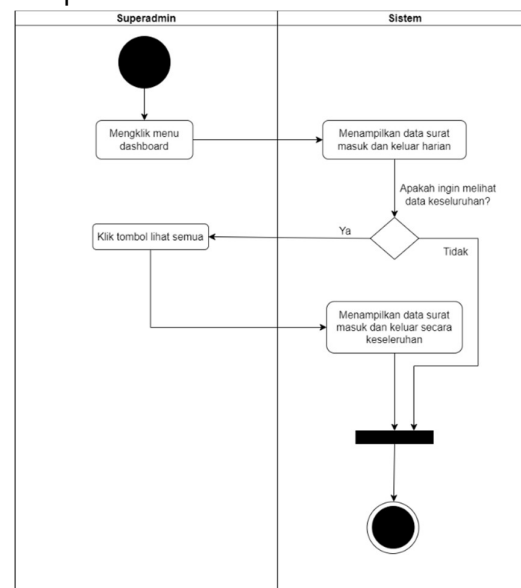 Superadmin
Sistem
Mengklik menu
dashboard
Menampilkan data surat
masuk dan keluar harian
Apakah ingin melihat
data keseluruhan?
Klik tombol lihat semua
Ya
Tidak
Menampilkan data surat
masuk dan keluar secara
keseleruhan